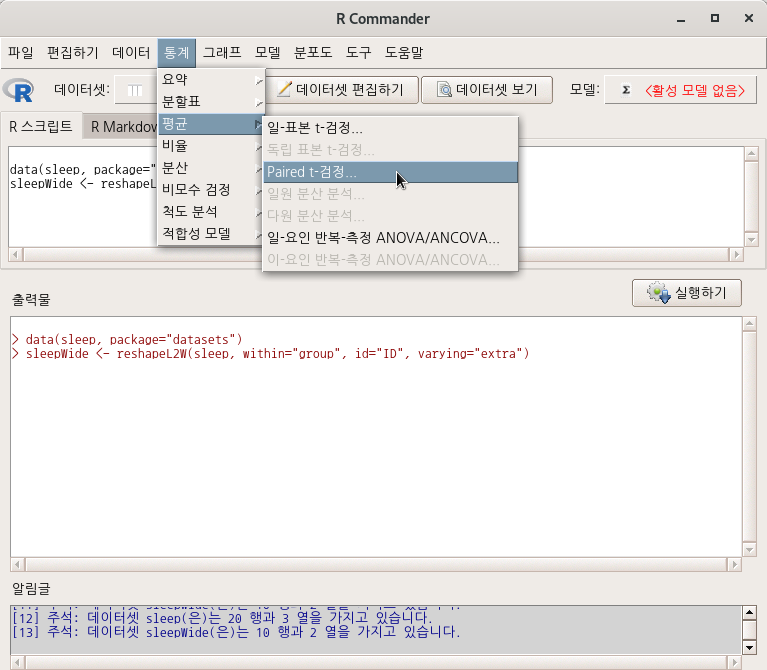 R Commander
파일 편집하기 데이터 통계 그래프 모델 분포도 도구 도움말
R 데이터셋: 데이터셋 편집하기 데이터셋 보기 모델: Σ <활성 모델 없음>
R 스크립트 R Markdow
data(sleep, package="
sleepWide <- reshapeL
요약
분할표
평균
비율
분산
비모수 검정
척도 분석
적합성 모델
일-표본 t-검정...
독립 표본 t-검정...
Paired t-검정...
일원 분산 분석...
다원 분산 분석...
일-요인 반복-측정 ANOVA/ANCOVA...
이-요인 반복-측정 ANOVA/ANCOVA...
출력물 실행하기
> data(sleep, package="datasets")
> sleepWide <- reshapeL2W(sleep, within="group", id="ID", varying="extra")
알림글
[12] 주석: 데이터셋 sleep(은)는 20 행과 3 열을 가지고 있습니다.
[13] 주석: 데이터셋 sleepWide(은)는 10 행과 2 열을 가지고 있습니다.